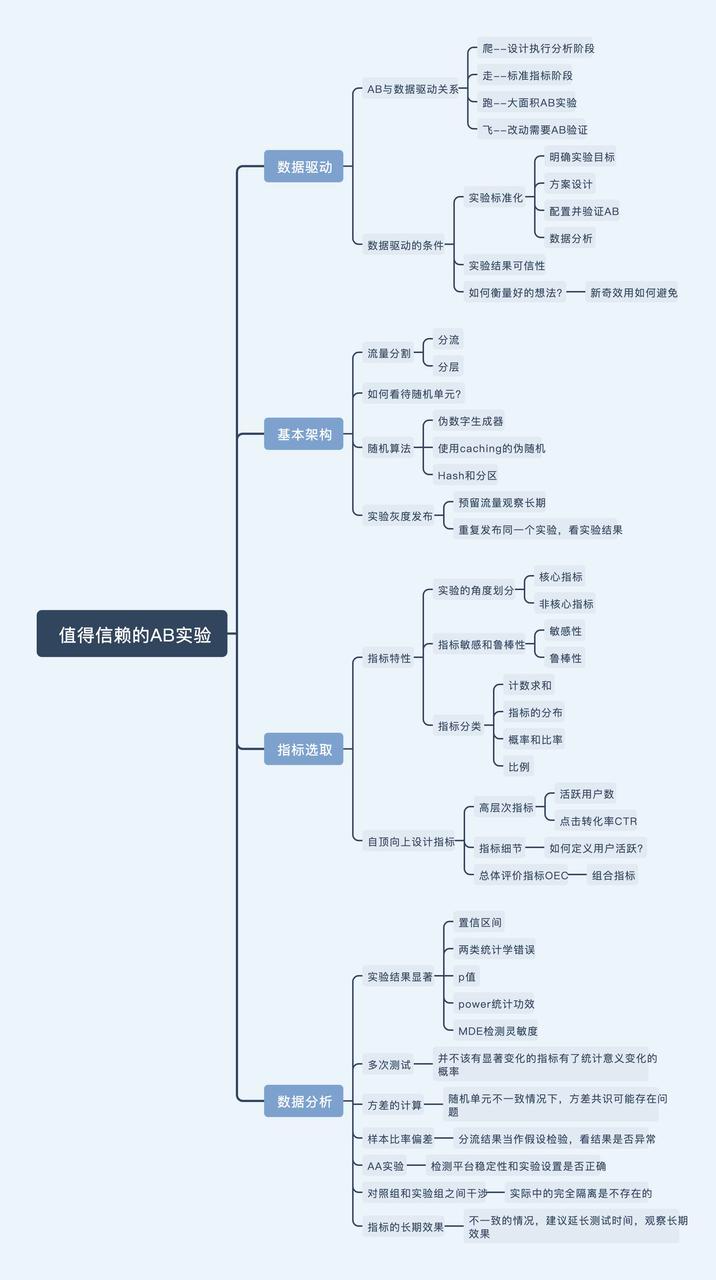 值得信赖的AB实验
数据驱动
AB与数据驱动关系
爬--设计执行分析阶段
走--标准指标阶段
跑--大面积AB实验
飞--改动需要AB验证
数据驱动的条件
实验标准化
明确实验目标
方案设计
配置并验证AB
数据分析
实验结果可信性
如何衡量好的想法?
新奇效用如何避免
基本架构
流量分割
分流
分层
如何看待随机单元?
随机算法
伪数字生成器
使用caching的伪随机
Hash和分区
实验灰度发布
预留流量观察长期
重复发布同一个实验，看实验结果
指标选取
指标特性
实验的角度划分
核心指标
非核心指标
指标敏感和鲁棒性
敏感性
鲁棒性
指标分类
计数求和
指标的分布
概率和比率
比例
自顶向上设计指标
高层次指标
活跃用户数
点击转化率CTR
指标细节
如何定义用户活跃?
总体评价指标OEC
组合指标
数据分析
实验结果显著
置信区间
两类统计学错误
p值
power统计功效
MDE检测灵敏度
多次测试
并不该有显著变化的指标有了统计意义变化的
概率
方差的计算
随机单元不一致情况下，方差共识可能存在问
题
样本比率偏差
分流结果当作假设检验，看结果是否异常
AA实验
检测平台稳定性和实验设置是否正确
对照组和实验组之间干涉
实际中的完全隔离是不存在的
指标的长期效果
不一致的情况，建议延长测试时间，观察长期
效果